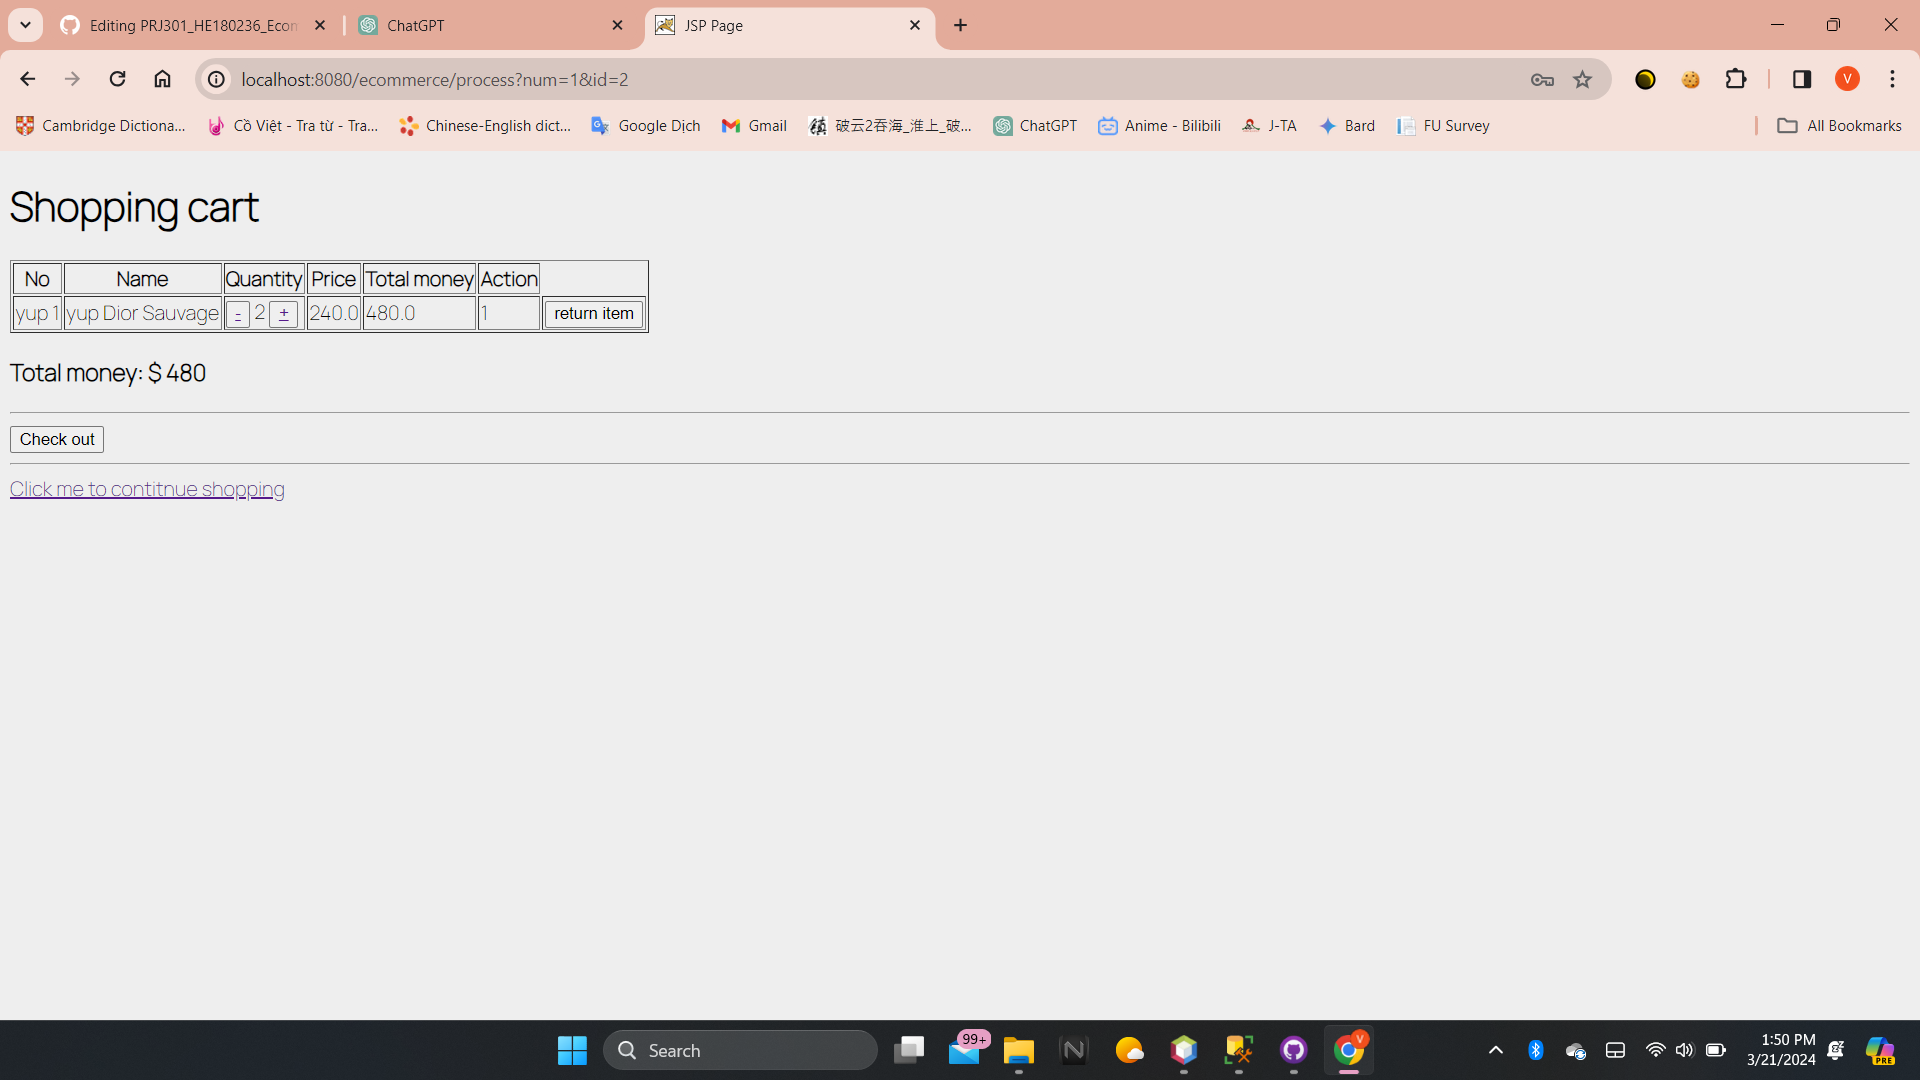 Editing PRJ301_HE180236_Econ
ChatGPT
JSP Page
localhost:8080/ecommerce/process?num=1&id=2
V
Cambridge Dictiona...
Cồ Việt - Tra từ - Tra...
Chinese-English dict...
Google Dịch
Gmail
破云2吞海_淮上_破...
ChatGPT
Anime - Bilibili
J-TA
Bard
FU Survey
All Bookmarks
Shopping cart
No Name Quantity Price Total money Action
yup 1 yup Dior Sauvage - 2 + 240.0 480.0 1 return item
Total money: $ 480
Check out
Click me to contitnue shopping
Search
99+
V
1:50 PM
3/21/2024
PRE